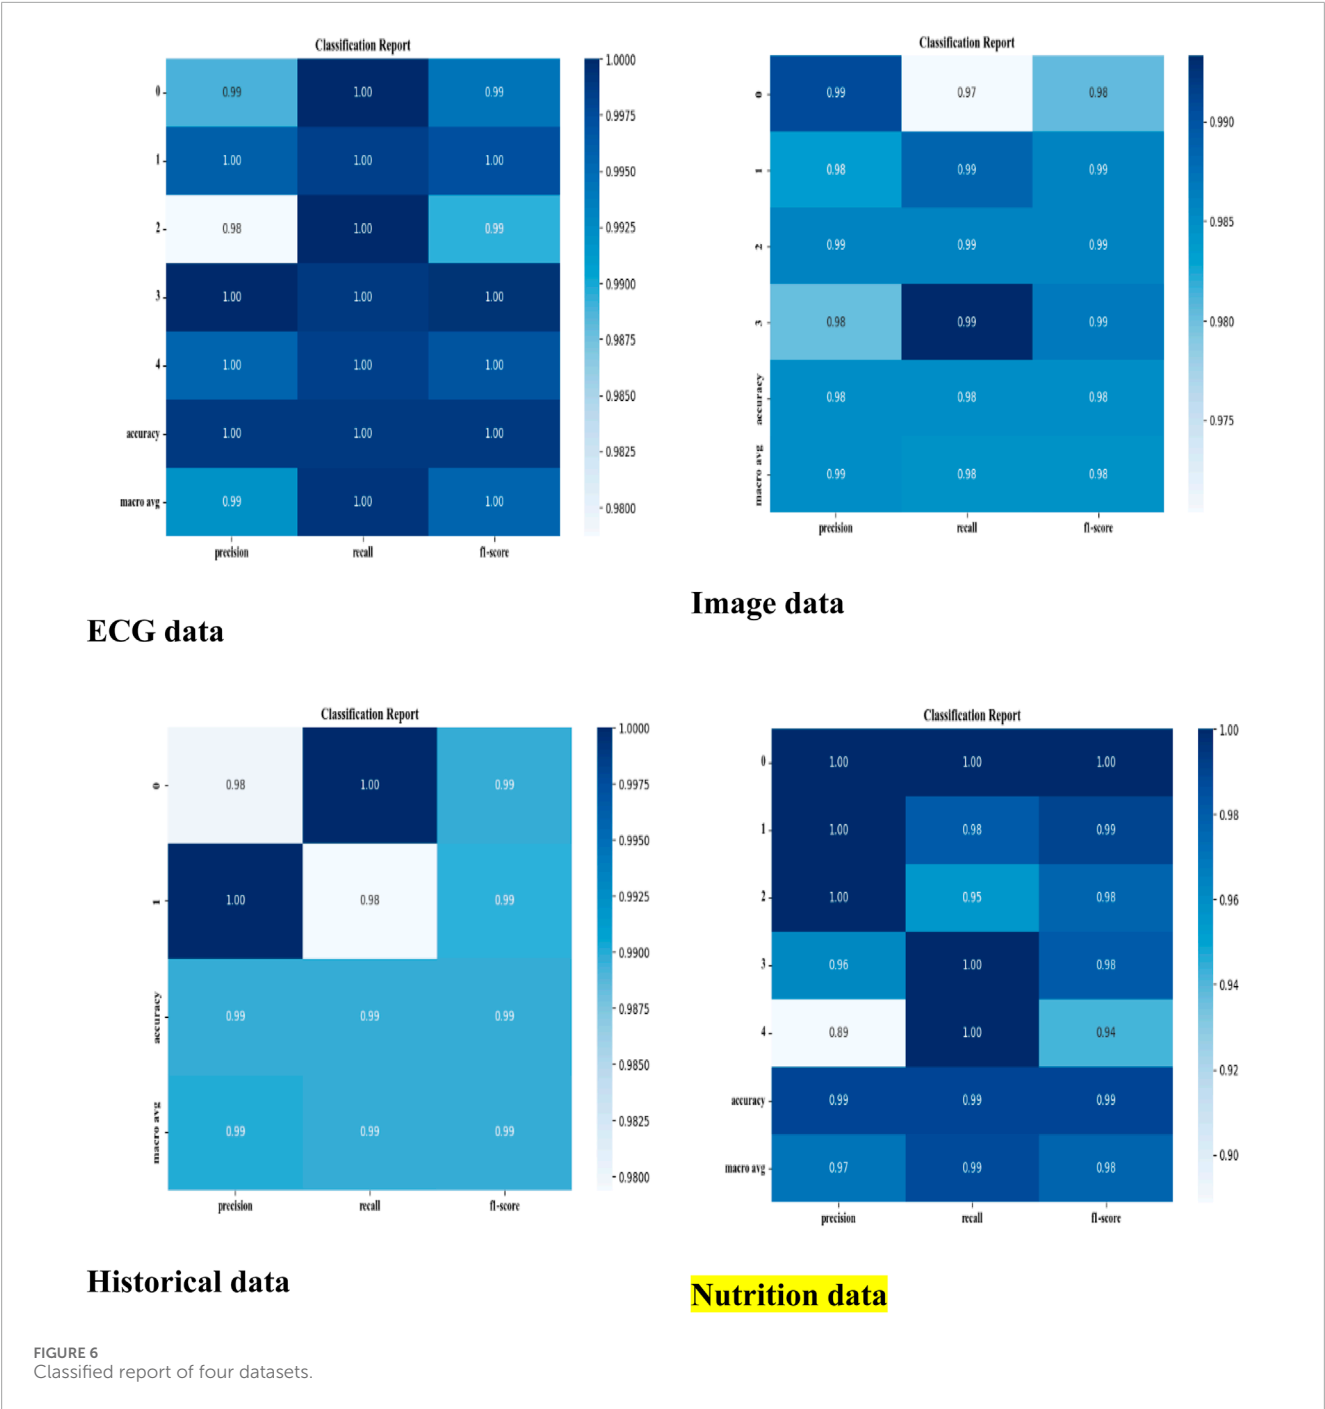 Classification Report
0 0.99 1.00 0.99
1 1.00 1.00 1.00
2 0.98 1.00 0.99
3 1.00 1.00 1.00
4 1.00 1.00 1.00
accuracy 1.00 1.00 1.00
macro avg 0.99 1.00 1.00
precision recall f1-score
1.0000
0.9975
0.9950
0.9925
0.9900
0.9875
0.9850
0.9825
0.9800
ECG data
Classification Report
0 0.99 0.97 0.98
1 0.98 0.99 0.99
2 0.99 0.99 0.99
3 0.98 0.99 0.99
accuracy 0.98 0.98 0.98
macro avg 0.99 0.98 0.98
precision recall f1-score
0.990
0.985
0.980
0.975
Image data
Classification Report
0 0.98 1.00 0.99
1 1.00 0.98 0.99
accuracy 0.99 0.99 0.99
macro avg 0.99 0.99 0.99
precision recall f1-score
1.0000
0.9975
0.9950
0.9925
0.9900
0.9875
0.9850
0.9825
0.9800
Historical data
Classification Report
0 1.00 1.00 1.00
1 1.00 0.98 0.99
2 1.00 0.95 0.98
3 0.96 1.00 0.98
4 0.89 1.00 0.94
accuracy 0.99 0.99 0.99
macro avg 0.97 0.99 0.98
precision recall f1-score
1.00
0.98
0.96
0.94
0.92
0.90
Nutrition data
FIGURE 6
Classified report of four datasets.